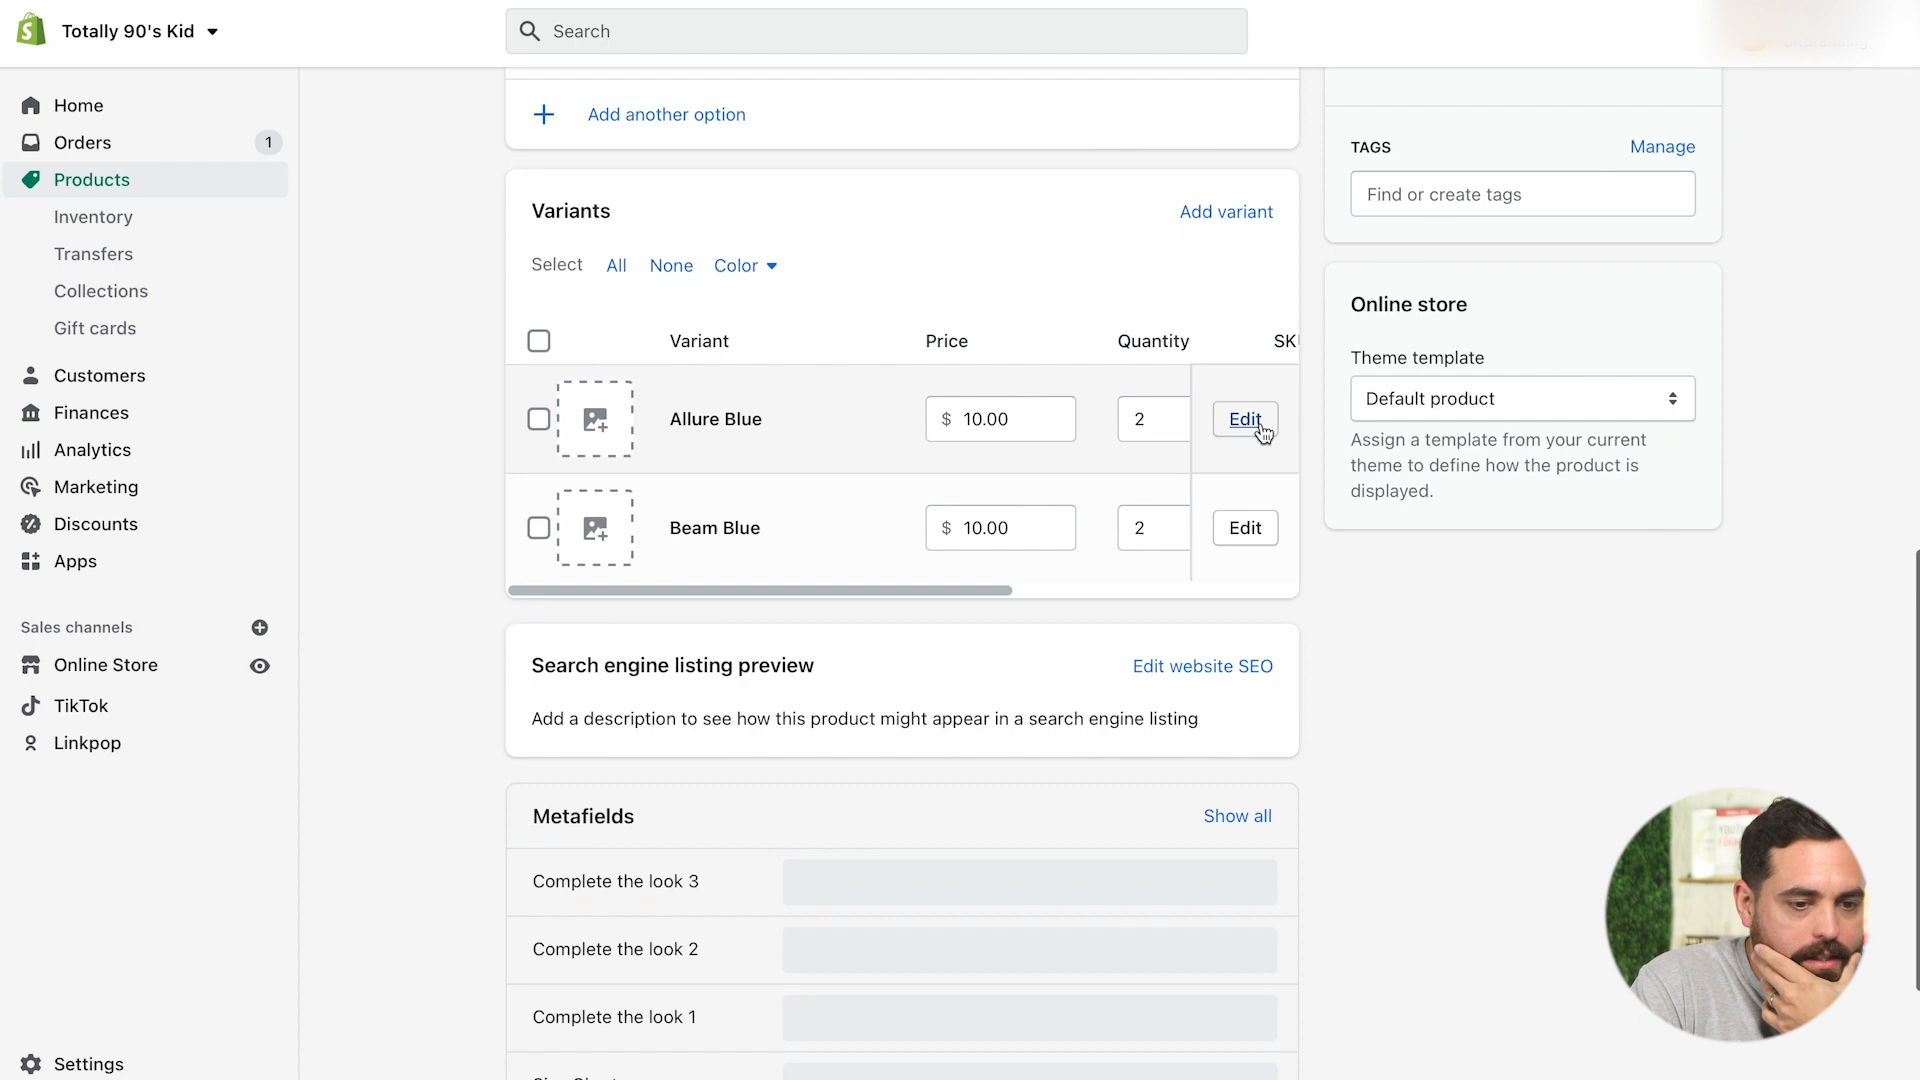 Totally 90's Kid
Search
Home
Orders
1
Products
Inventory
Transfers
Collections
Gift cards
Customers
Finances
Analytics
Marketing
Discounts
Apps
Sales channels
Online Store
TikTok
Linkpop
Settings
Add another option
Variants
Add variant
Select All None Color
Variant Price Quantity
Allure Blue $ 10.00 2 Edit
Beam Blue $ 10.00 2 Edit
Search engine listing preview
Edit website SEO
Add a description to see how this product might appear in a search engine listing
Metafields
Show all
Complete the look 3
Complete the look 2
Complete the look 1
TAGS
Manage
Find or create tags
Online store
Theme template
Default product
Assign a template from your current
theme to define how the product is
displayed.